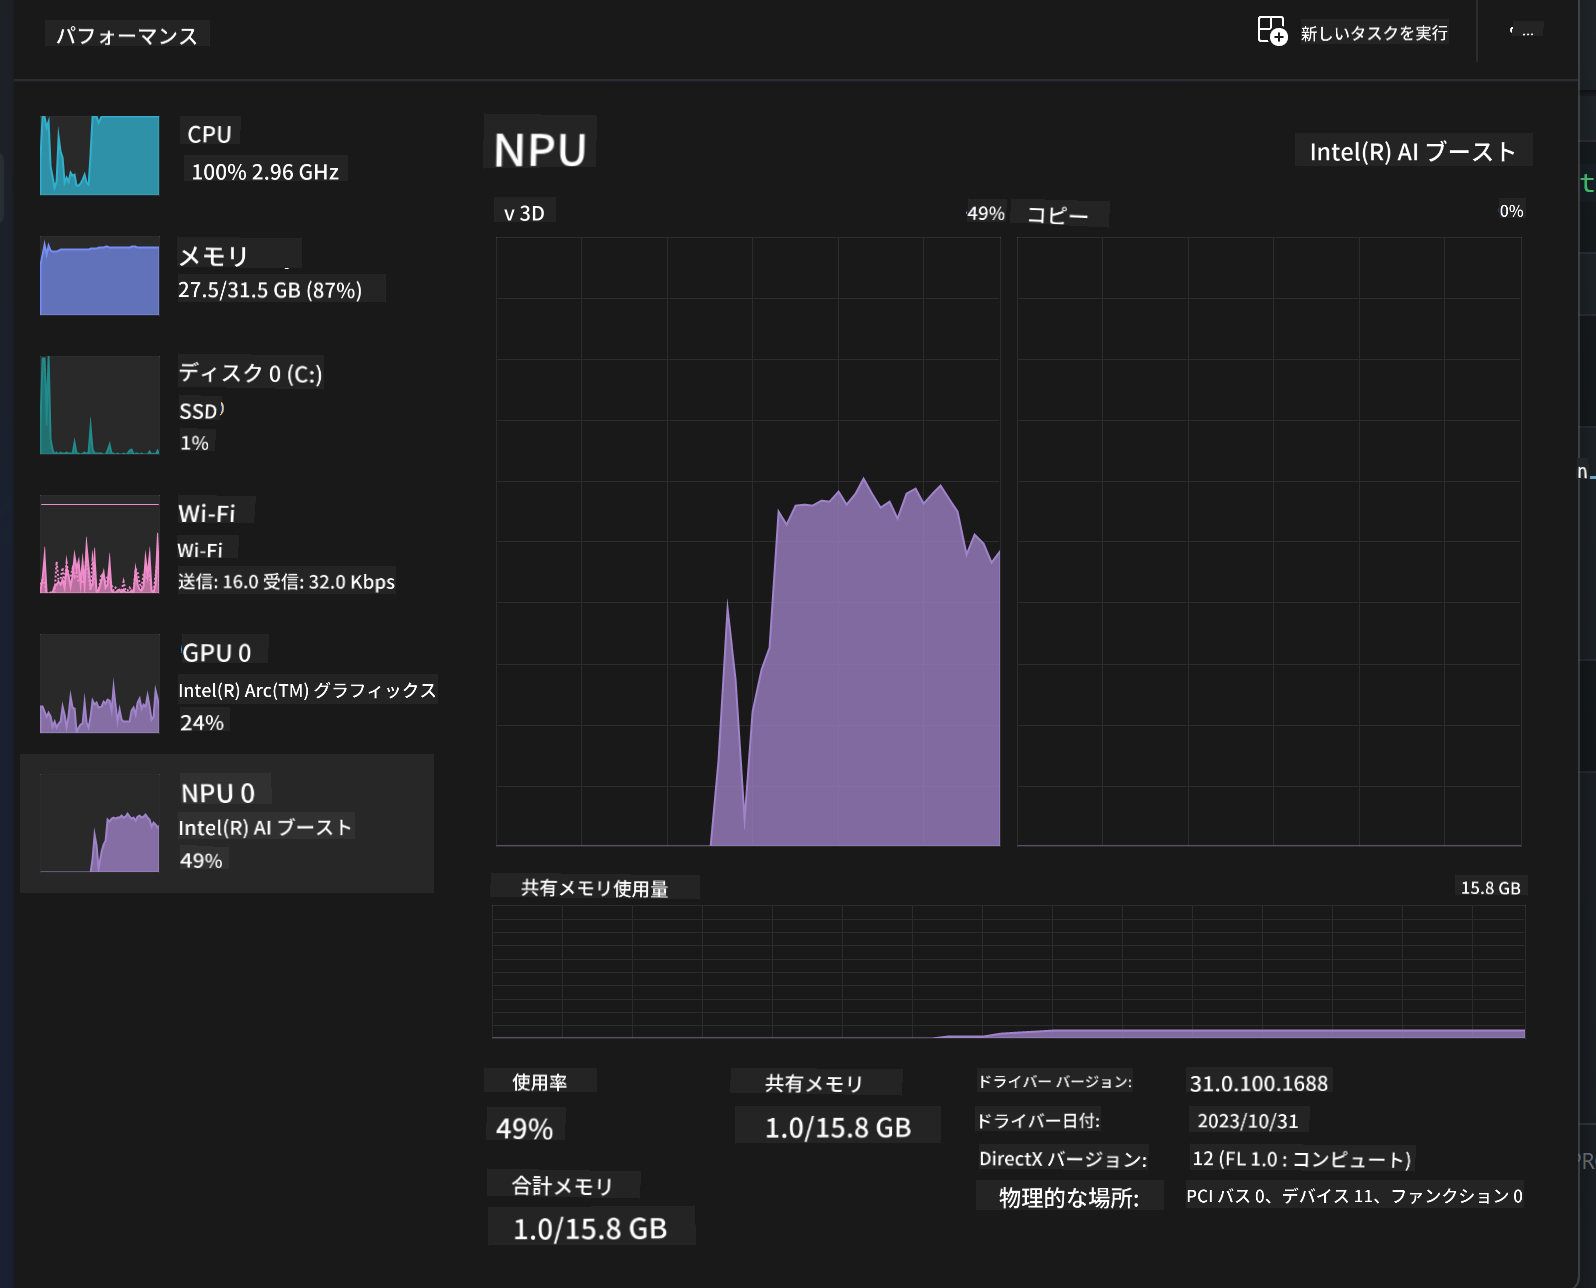 パフォーマンス
新しいタスクを実行
...
CPU
100% 2.96 GHz
メモリ
27.5/31.5 GB (87%)
ディスク 0 (C:)
SSD
1%
Wi-Fi
Wi-Fi
送信: 16.0 受信: 32.0 Kbps
GPU 0
Intel(R) Arc(TM) グラフィックス
24%
NPU 0
Intel(R) AI ブースト
49%
NPU
Intel(R) AI ブースト
v 3D
49%
コピー
0%
共有メモリ使用量
15.8 GB
使用率
49%
共有メモリ
1.0/15.8 GB
合計メモリ
1.0/15.8 GB
ドライバー バージョン:
31.0.100.1688
ドライバー日付:
2023/10/31
DirectX バージョン:
12 (FL 1.0 : コンピュート)
物理的な場所:
PCI バス 0、デバイス 11、ファンクション 0